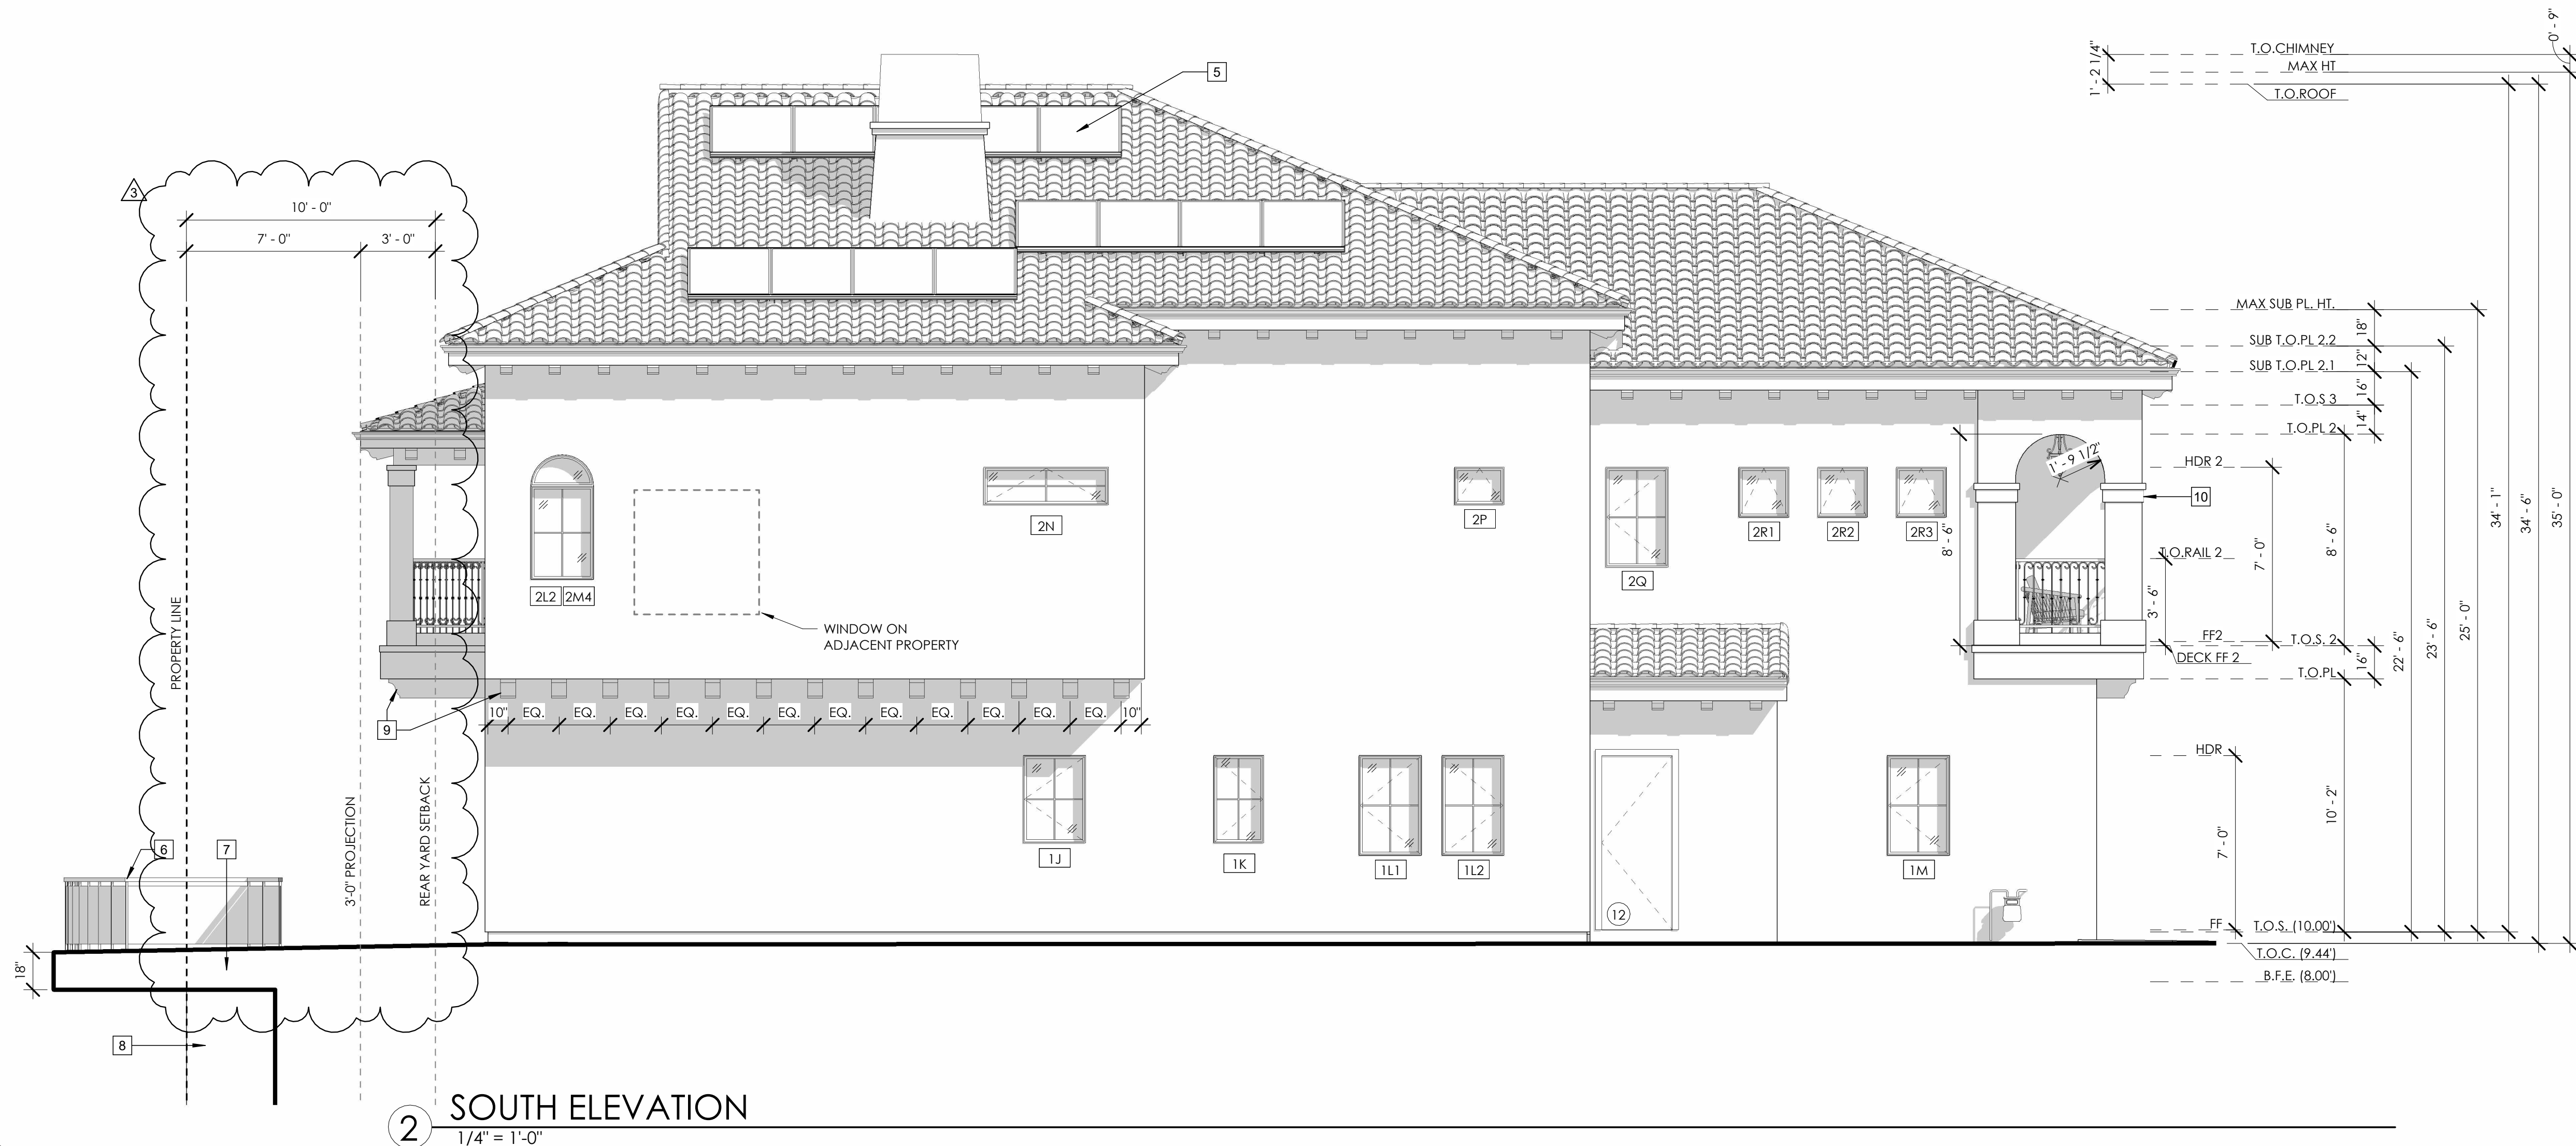 0' - 9"
T.O.CHIMNEY
1' - 2 1/4"
MAX HT
5
T.O.ROOF
3
10' - 0"
7' - 0"
3' - 0"
MAX SUB PL. HT.
18"
SUB T.O.PL 2.2
12"
SUB T.O.PL 2.1
16"
T.O.S 3
14"
T.O.PL 2
1' - 9 1/2"
HDR 2
10
2N
2P
2R1
2R2
2R3
8' - 6"
34' - 1"
34' - 6"
35' - 0"
8' - 6"
7' - 0"
T.O.RAIL 2
2Q
2L2
2M4
3' - 6"
25' - 0"
23' - 6"
22' - 6"
WINDOW ON
ADJACENT PROPERTY
PROPERTY LINE
FF2
T.O.S. 2
DECK FF 2
16"
T.O.PL
9
10"
EQ.
EQ.
EQ.
EQ.
EQ.
EQ.
EQ.
EQ.
EQ.
EQ.
EQ.
EQ.
10"
HDR
10' - 2"
7' - 0"
3'-0" PROJECTION
REAR YARD SETBACK
6
7
1J
1K
1L1
1L2
1M
12
FF
T.O.S. (10.00')
T.O.C. (9.44')
B.F.E. (8.00')
18"
8
2
SOUTH ELEVATION
1/4" = 1'-0"